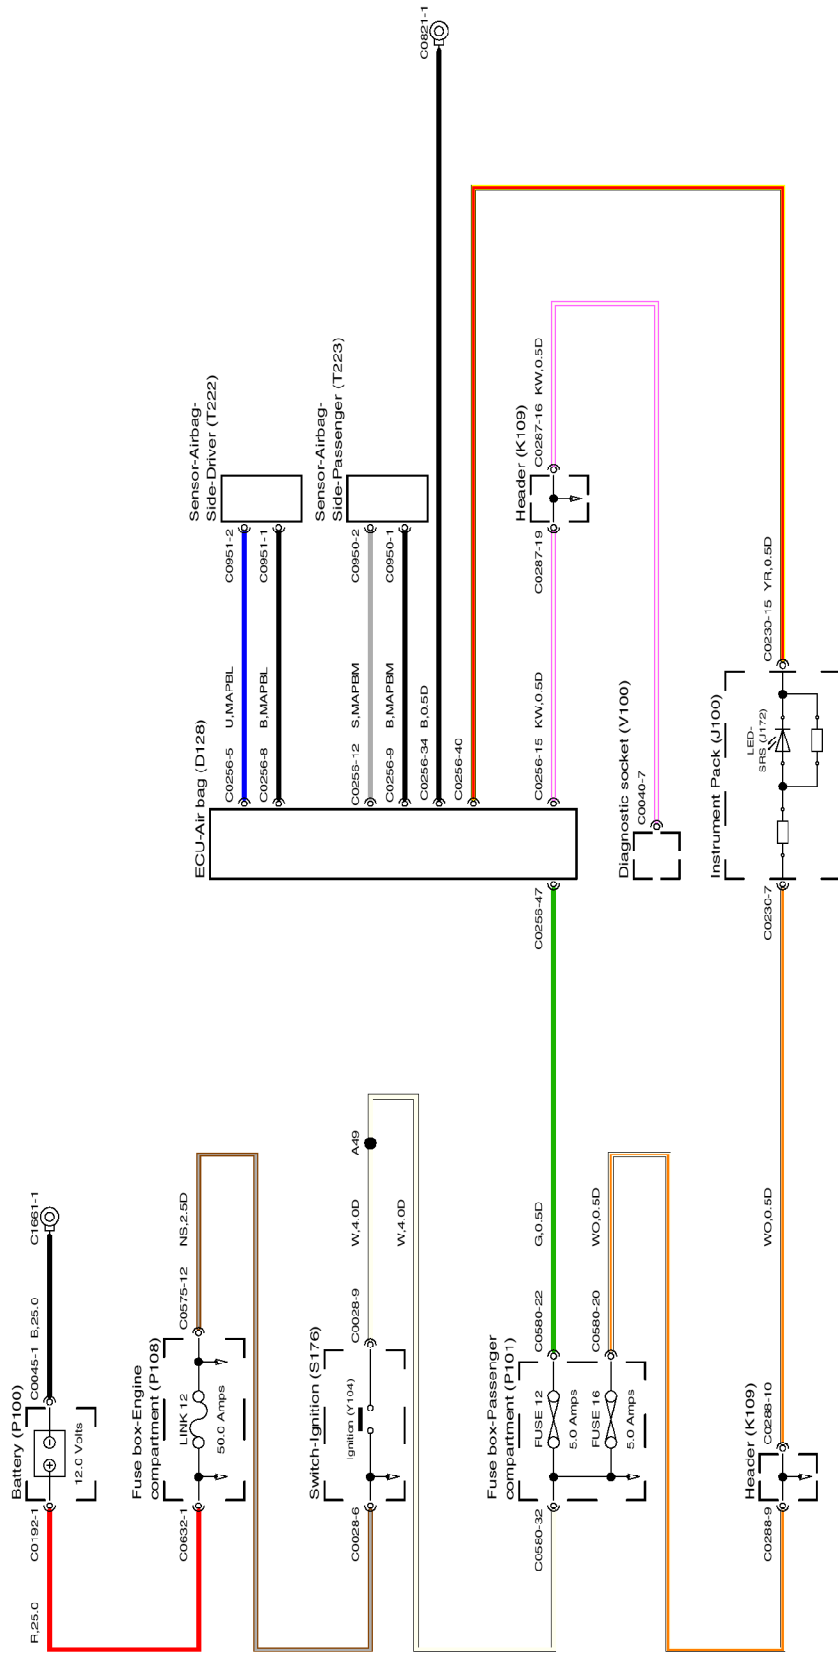 C0821-1
Sensor-Airbag-
Side-Driver (T222)
C0951-2
C0951-1
U,MAPBL
B,MAPBL
C0256-5
C0256-8
Sensor-Airbag-
Side-Passenger (T223)
C0950-2
C0950-1
S,MAPBM
B,MAPBM
C0256-12
C0256-9
C0256-34 B,0.5D
C0256-40
Header (K109)
C0287-16 KW,0.5D
C0287-19
C0256-15 KW,0.5D
ECU-Air bag (D128)
Diagnostic socket (V100)
C0040-7
C0230-15 YR,0.5D
Instrument Pack (J100)
LED-
SRS (J172)
C0230-7
C0256-47
Battery (P100)
12.0 Volts
C0045-1 B,25.0
C1661-1
C0192-1
R,25.0
Fuse box-Engine
compartment (P108)
LINK 12
50.0 Amps
C0575-12 NS,2.5D
C0632-1
Switch-Ignition (S176)
Ignition (Y104)
C0028-9
W,4.0D
A49
W,4.0D
C0028-6
Fuse box-Passenger
compartment (P101)
FUSE 12
5.0 Amps
FUSE 16
5.0 Amps
C0580-22
G,0.5D
C0580-20
WO,0.5D
C0580-32
Header (K109)
C0288-10
WO,0.5D
C0288-9